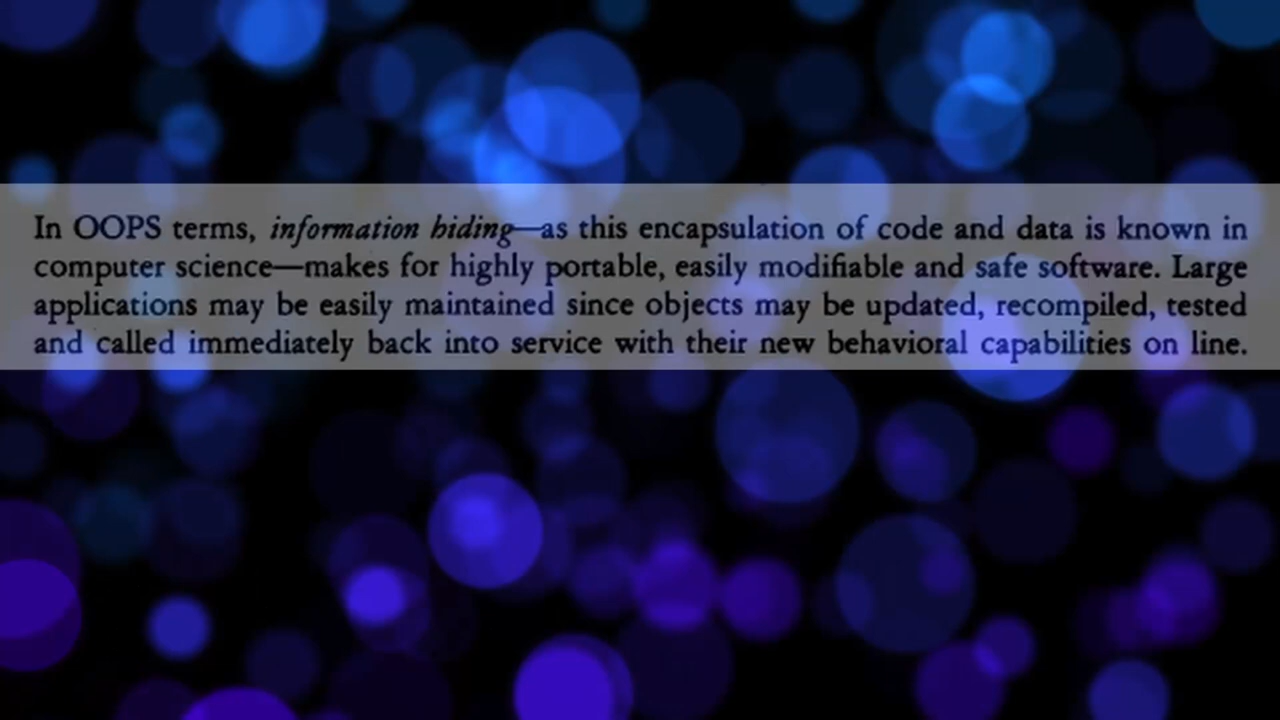 In OOPS terms, information hiding—as this encapsulation of code and data is known in
computer science—makes for highly portable, easily modifiable and safe software. Large
applications may be easily maintained since objects may be updated, recompiled, tested
and called immediately back into service with their new behavioral capabilities on line.